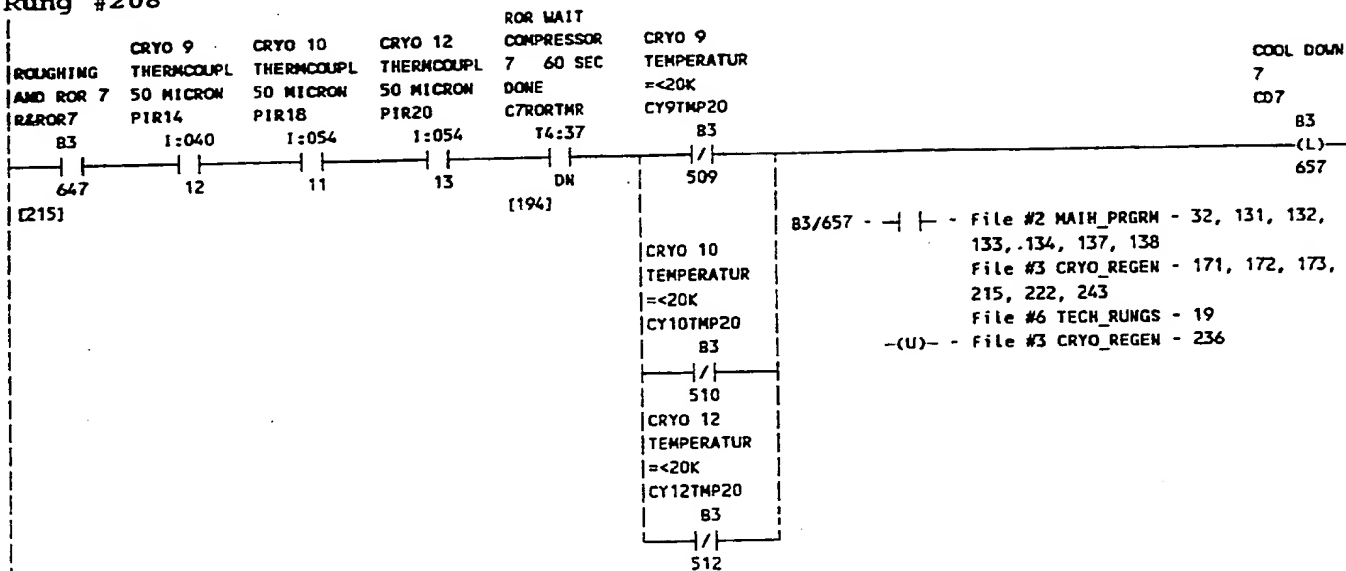 Rung #208
ROUGHING
AND ROR 7
R&ROR7
B3
647
[215]
CRYO 9
THERMCOUPL
50 MICRON
PIR14
I:040
12
CRYO 10
THERMCOUPL
50 MICRON
PIR18
I:054
11
CRYO 12
THERMCOUPL
50 MICRON
PIR20
I:054
13
ROR WAIT
COMPRESSOR
7 60 SEC
DONE
C7RORTMR
T4:37
DN
[194]
CRYO 9
TEMPERATUR
=<20K
CY9TMP20
B3
509
CRYO 10
TEMPERATUR
=<20K
CY10TMP20
B3
510
CRYO 12
TEMPERATUR
=<20K
CY12TMP20
B3
512
COOL DOWN
7
CD7
B3
(L)
657
B3/657 - ┤ ├ - File #2 MAIN_PRGRM - 32, 131, 132,
133, 134, 137, 138
File #3 CRYO_REGEN - 171, 172, 173,
215, 222, 243
File #6 TECH_RUNGS - 19
-(U)- - File #3 CRYO_REGEN - 236